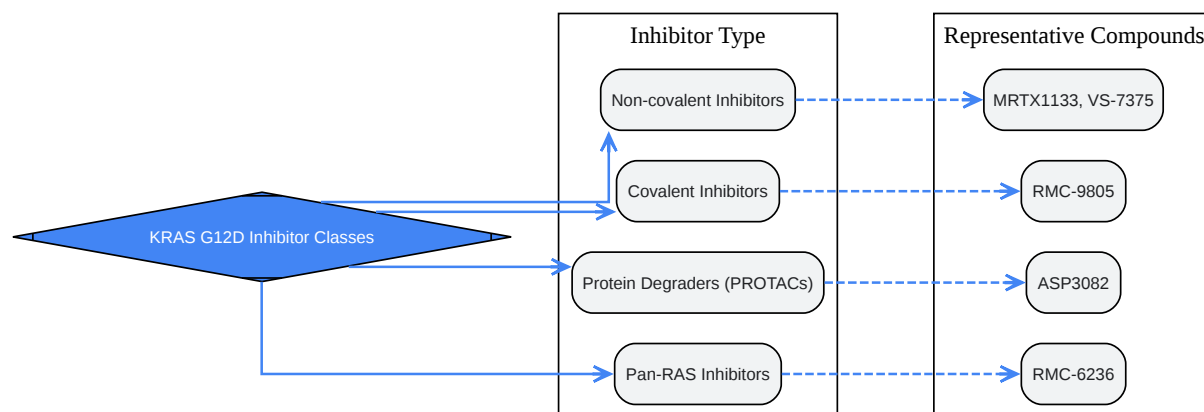 Inhibitor Type
Representative Compounds
Non-covalent Inhibitors
MRTX1133, VS-7375
Covalent Inhibitors
RMC-9805
KRAS G12D Inhibitor Classes
Protein Degraders (PROTACs)
ASP3082
Pan-RAS Inhibitors
RMC-6236